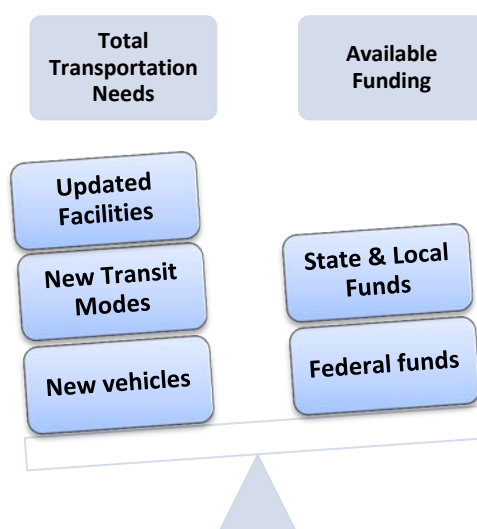 Total
Transportation
Needs
Available
Funding
Updated
Facilities
New Transit
Modes
New vehicles
State & Local
Funds
Federal funds